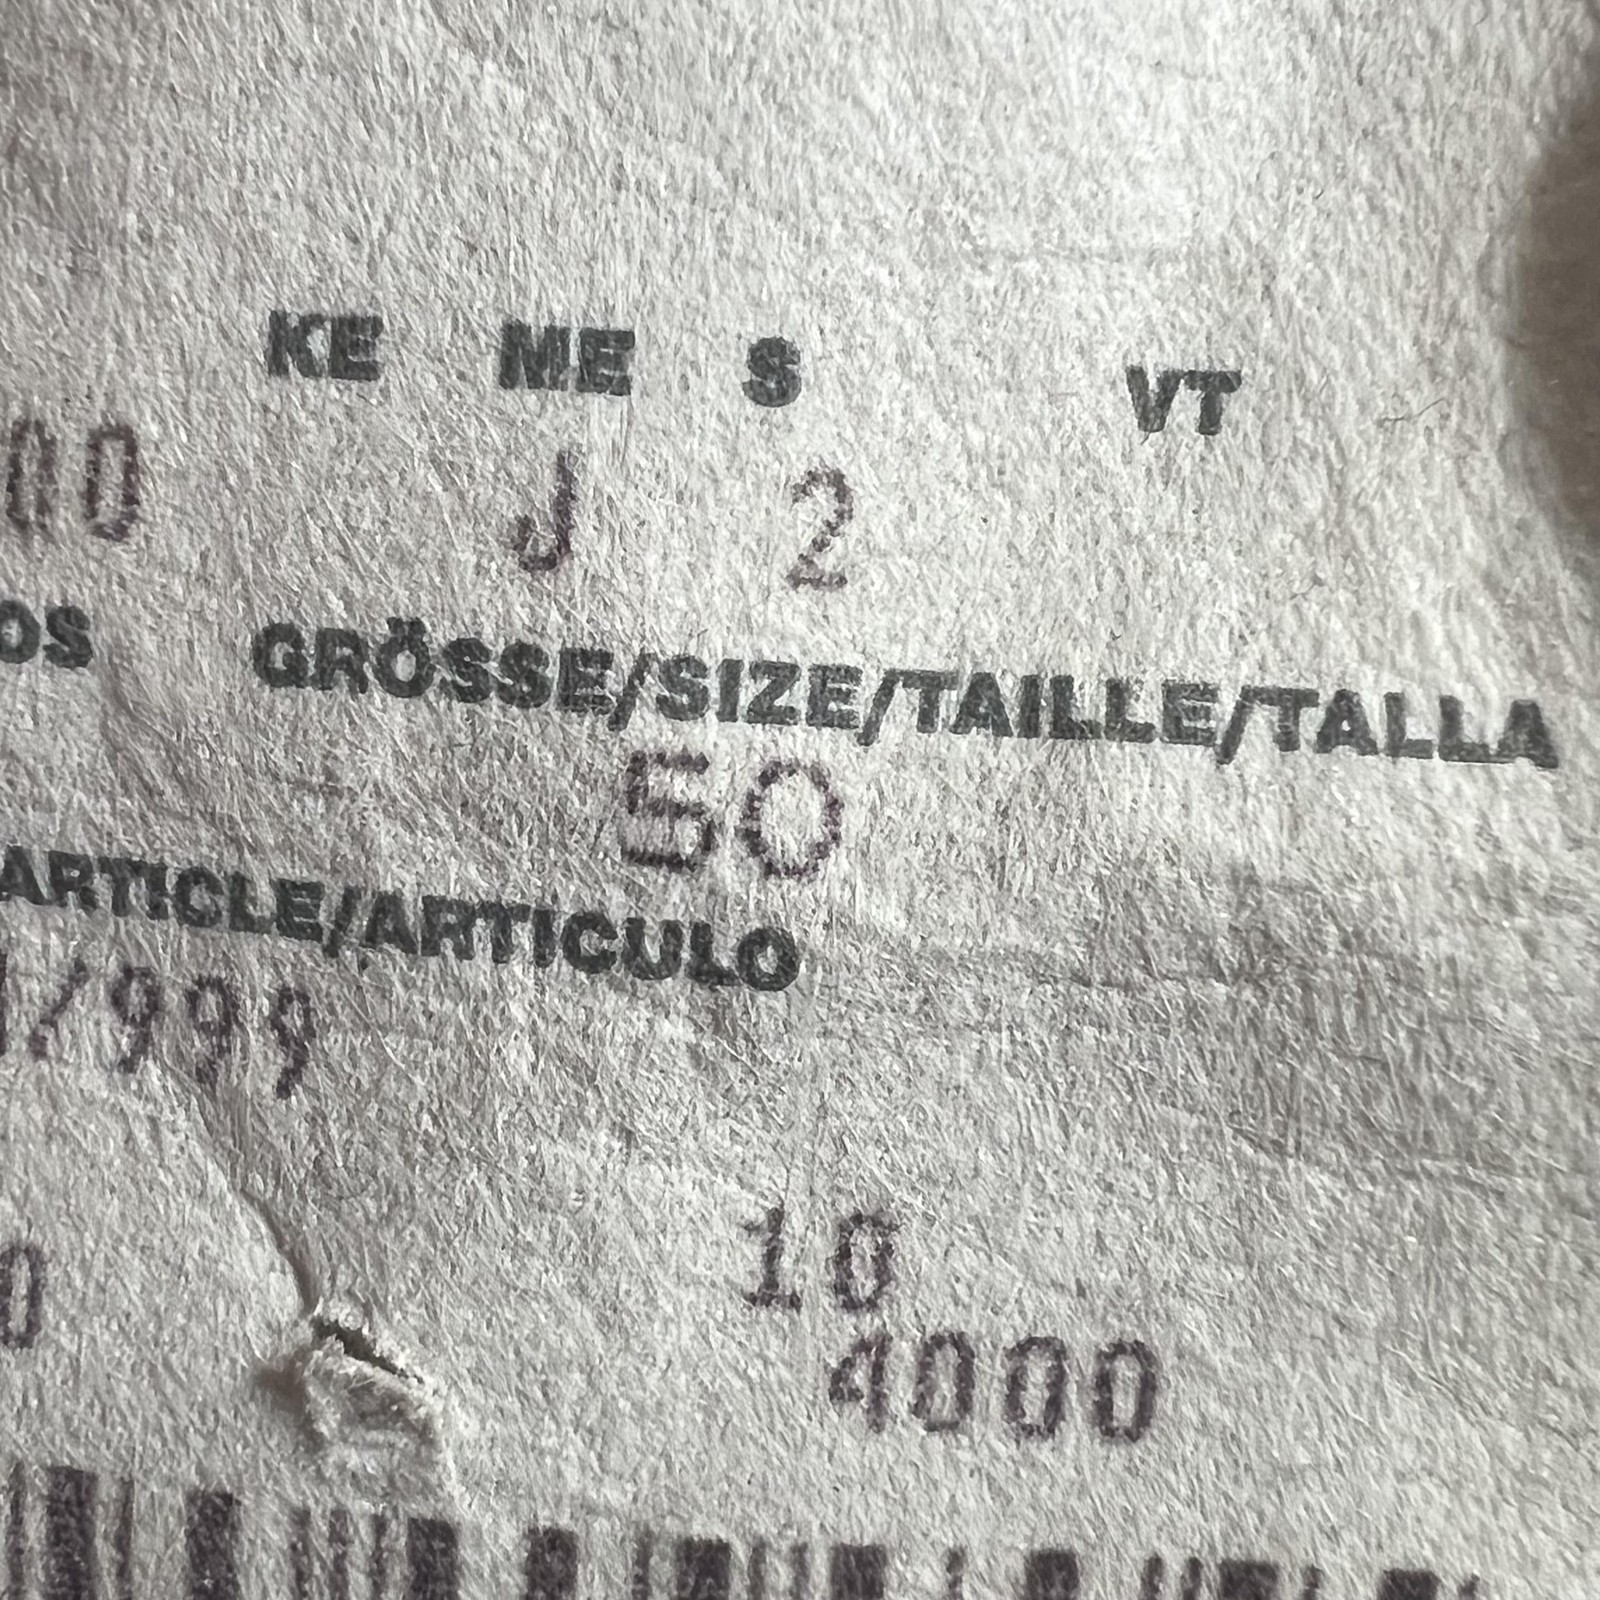 KE ME S VT
00 J 2
OS GRÖSSE/SIZE/TAILLE/TALLA
50
ARTICLE/ARTICULO
/999
10
0 4000